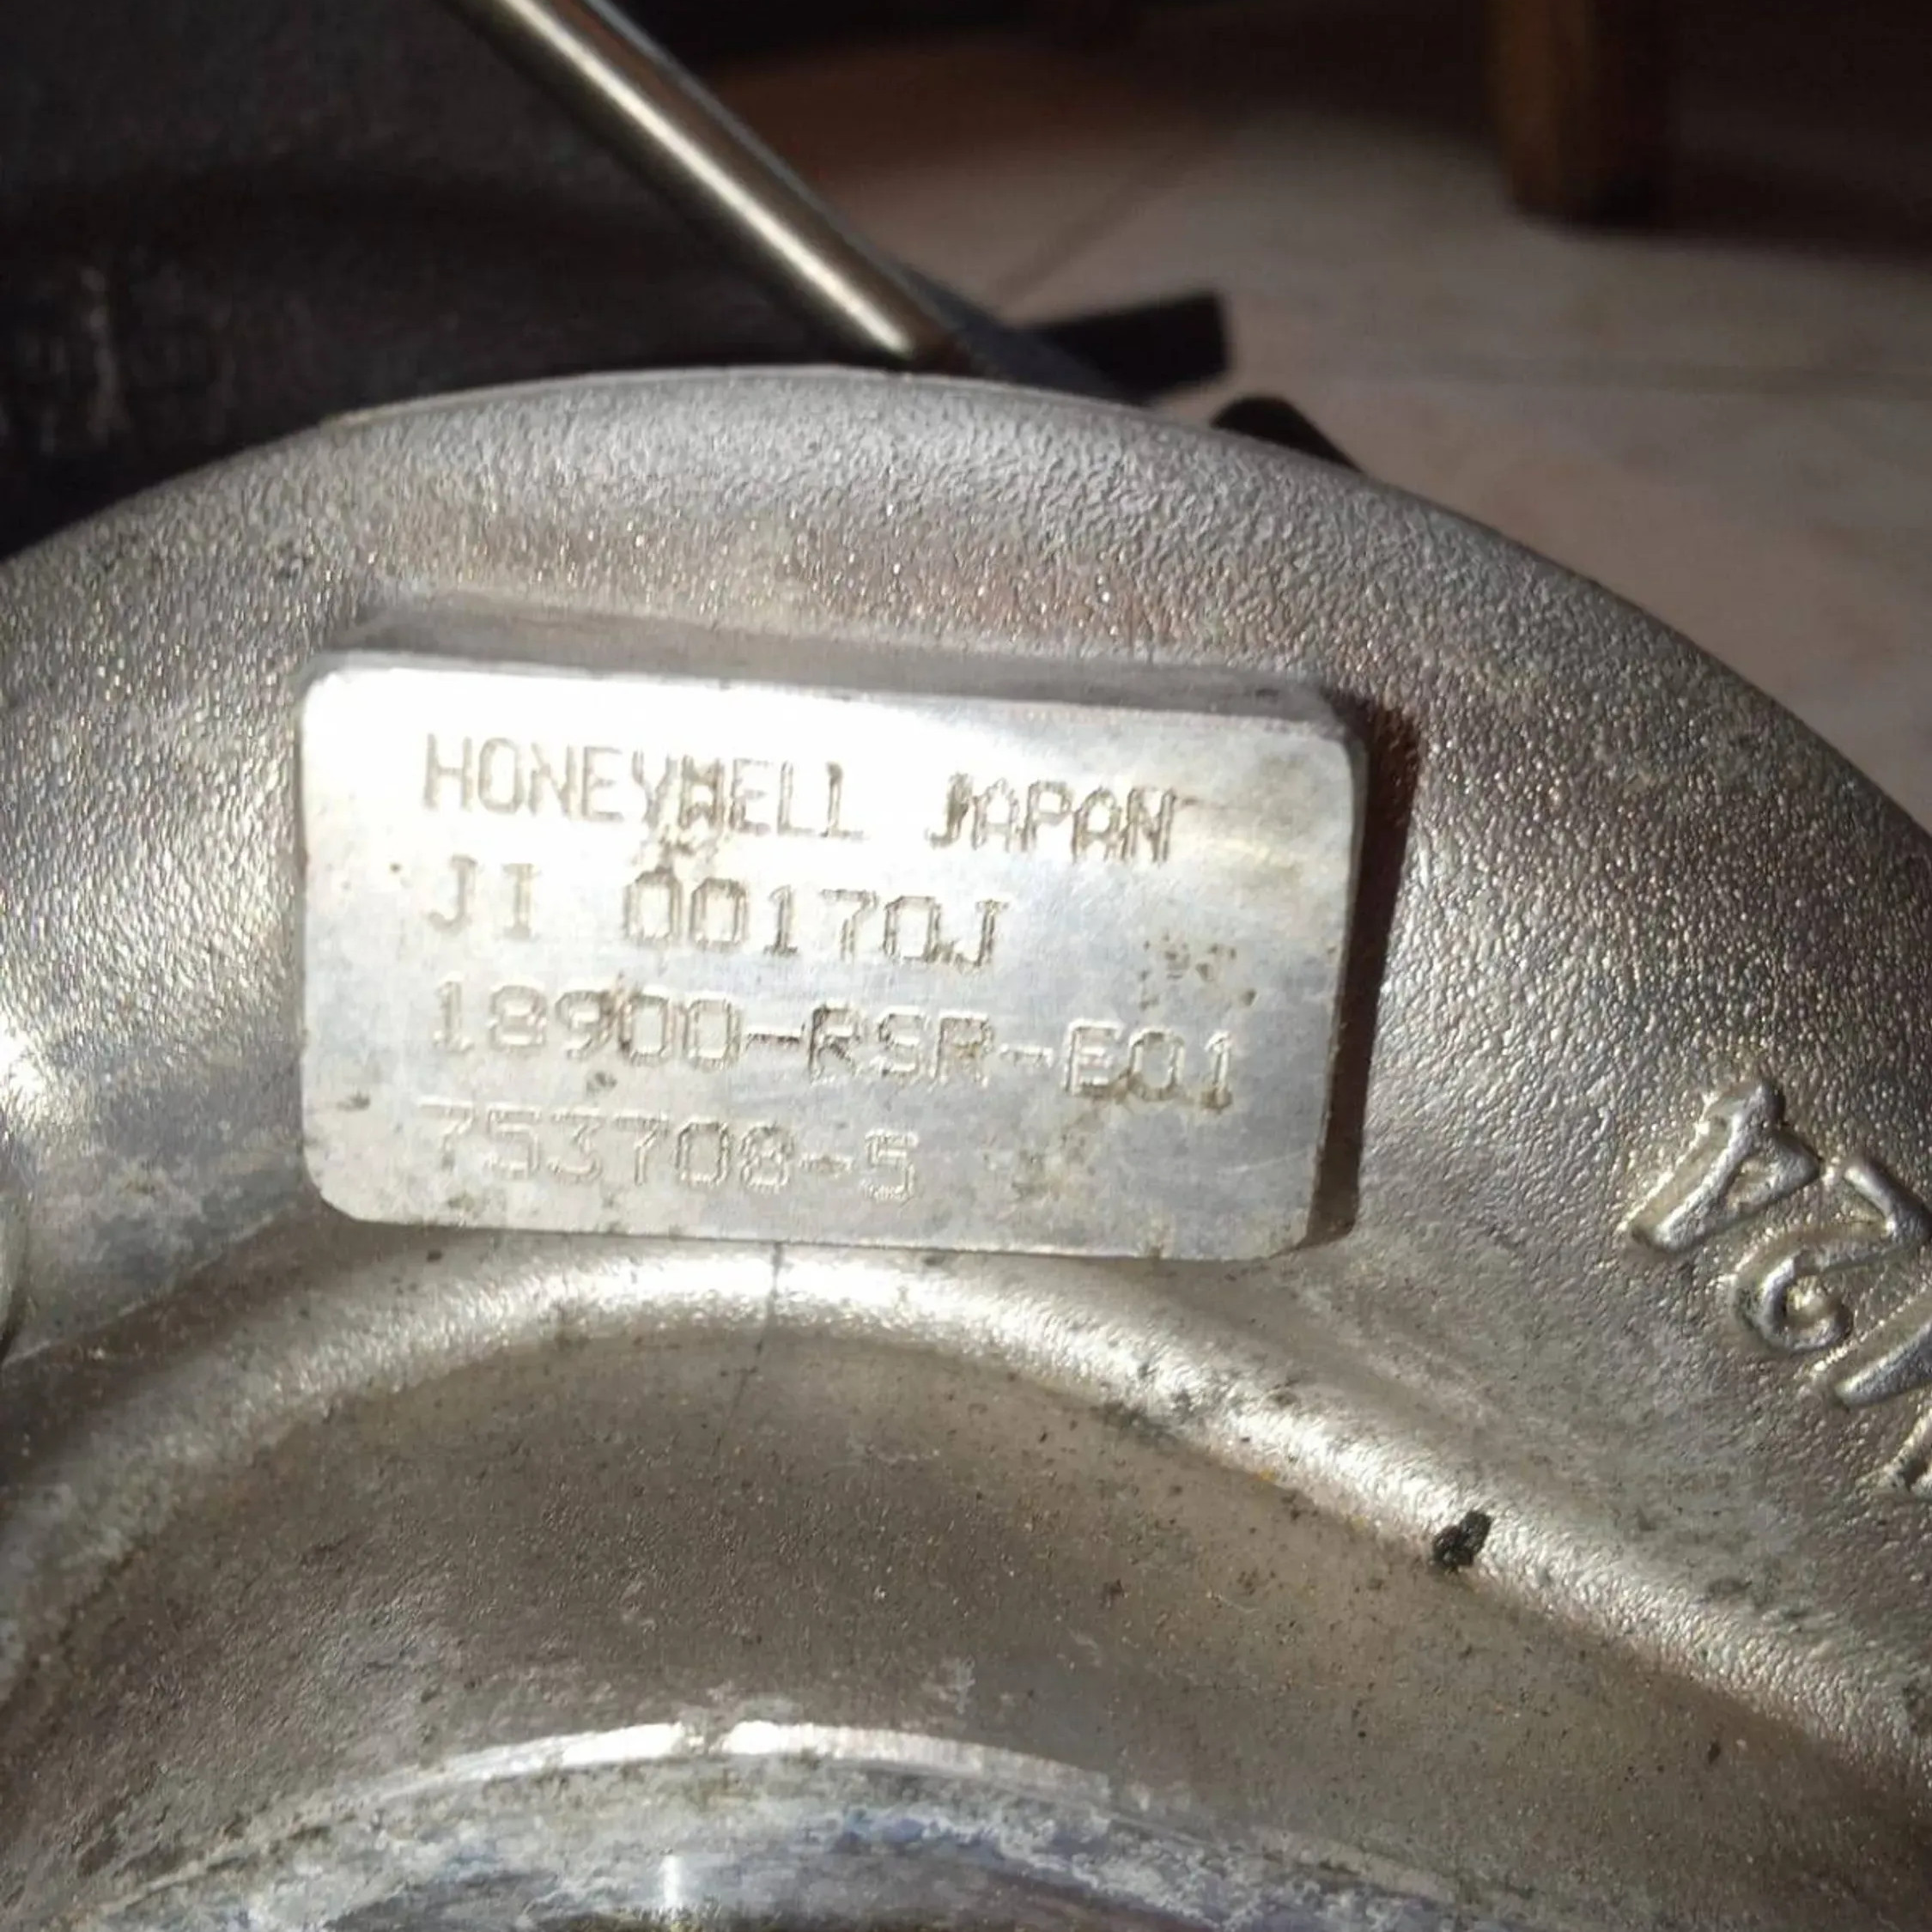 HONEYWELL JAPAN
JI 00170J
18900-RSR-E01
753708-5